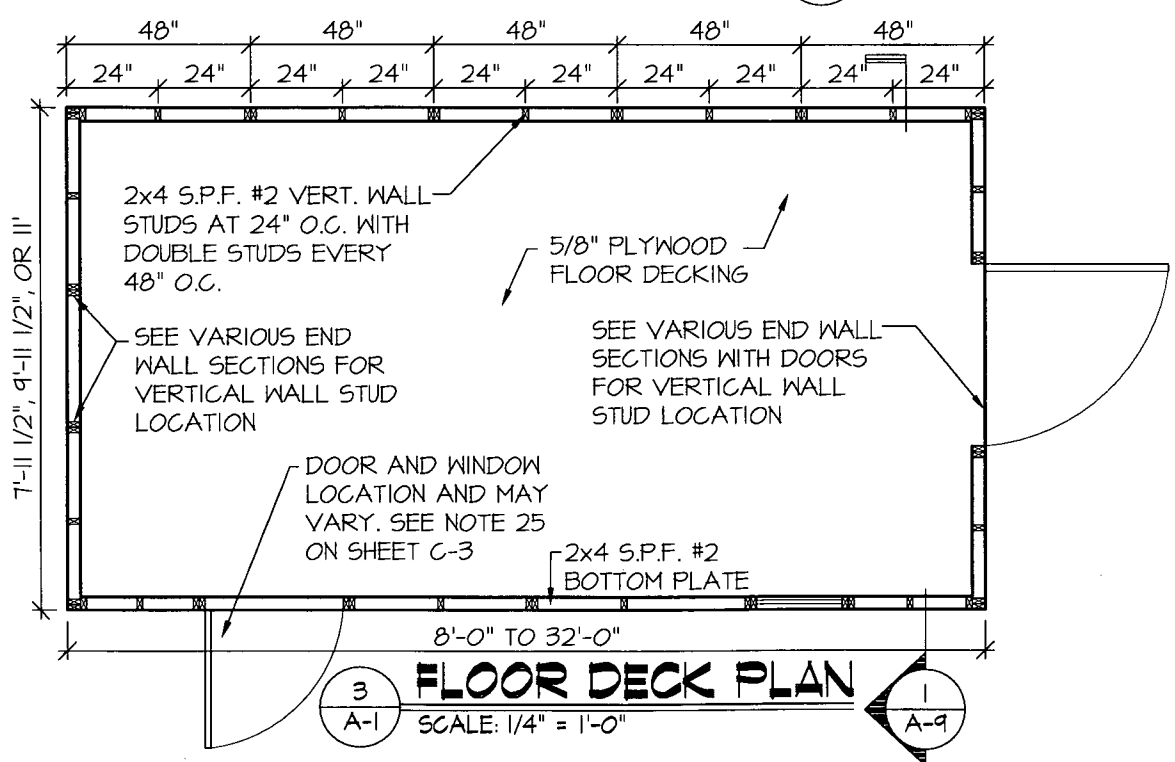 48" 48" 48" 48" 48"
24" 24" 24" 24" 24" 24" 24" 24" 24" 24"
7'-11 1/2", 9'-11 1/2", OR 11'
2x4 S.P.F. #2 VERT. WALL
STUDS AT 24" O.C. WITH
DOUBLE STUDS EVERY
48" O.C.
5/8" PLYWOOD
FLOOR DECKING
SEE VARIOUS END
WALL SECTIONS FOR
VERTICAL WALL STUD
LOCATION
SEE VARIOUS END WALL
SECTIONS WITH DOORS
FOR VERTICAL WALL
STUD LOCATION
DOOR AND WINDOW
LOCATION AND MAY
VARY. SEE NOTE 25
ON SHEET C-3
2x4 S.P.F. #2
BOTTOM PLATE
8'-0" TO 32'-0"
3
A-1
FLOOR DECK PLAN
SCALE: 1/4" = 1'-0"
1
A-9